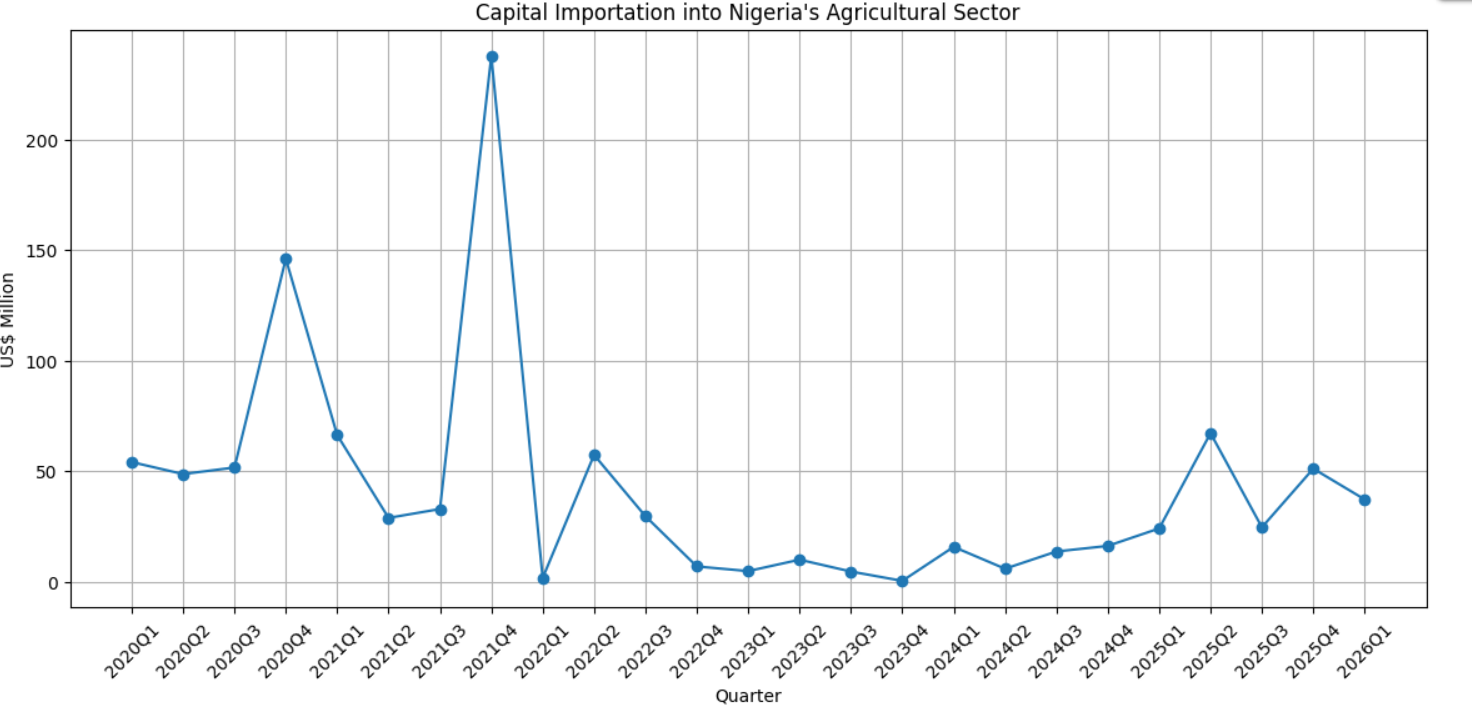 Capital Importation into Nigeria's Agricultural Sector
US$ Million
200
150
100
50
0
2020Q1
2020Q2
2020Q3
2020Q4
2021Q1
2021Q2
2021Q3
2021Q4
2022Q1
2022Q2
2022Q3
2022Q4
2023Q1
2023Q2
2023Q3
2023Q4
2024Q1
2024Q2
2024Q3
2024Q4
2025Q1
2025Q2
2025Q3
2025Q4
2026Q1
Quarter